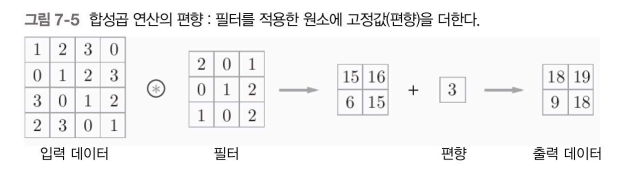 그림 7-5 합성곱 연산의 편향 : 필터를 적용한 원소에 고정값(편향)을 더한다.
1 2 3 0
0 1 2 3
3 0 1 2
2 3 0 1
⊛
2 0 1
0 1 2
1 0 2
15 16
6 15
+
3
18 19
9 18
입력 데이터
필터
편향
출력 데이터